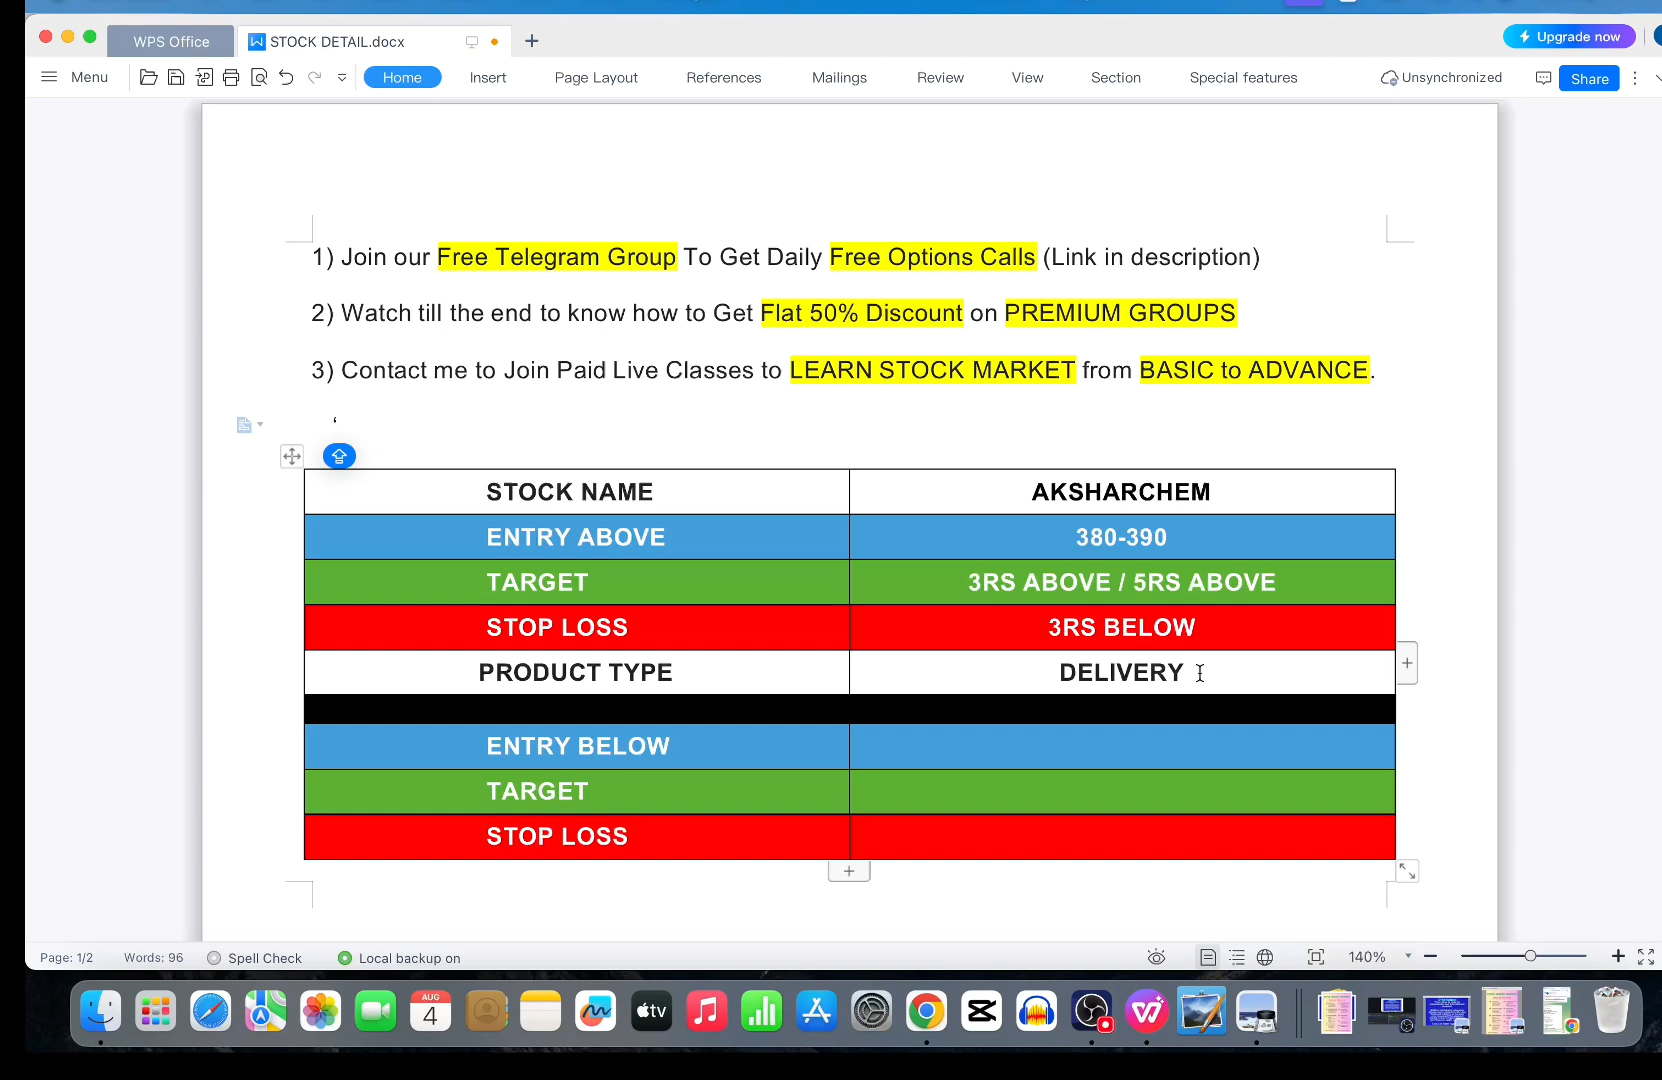 WPS Office
STOCK DETAIL.docx
Upgrade now
Menu
Home
Insert
Page Layout
References
Mailings
Review
View
Section
Special features
Unsynchronized
Share
1) Join our Free Telegram Group To Get Daily Free Options Calls (Link in description)
2) Watch till the end to know how to Get Flat 50% Discount on PREMIUM GROUPS
3) Contact me to Join Paid Live Classes to LEARN STOCK MARKET from BASIC to ADVANCE.
‘
STOCK NAME AKSHARCHEM
ENTRY ABOVE 380-390
TARGET 3RS ABOVE / 5RS ABOVE
STOP LOSS 3RS BELOW
PRODUCT TYPE DELIVERY
ENTRY BELOW
TARGET
STOP LOSS
Page: 1/2 Words: 96 Spell Check Local backup on 140%
AUG
4
tv